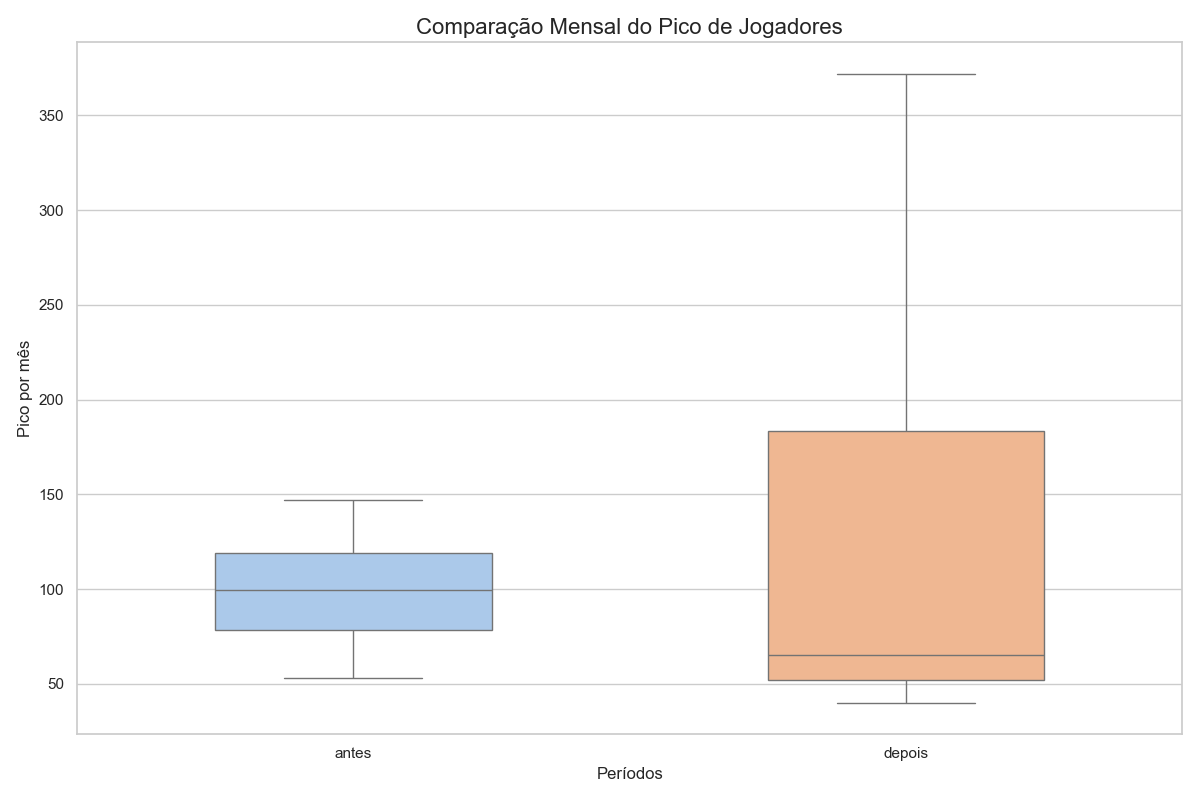 Comparação Mensal do Pico de Jogadores
Pico por mês
350
300
250
200
150
100
50
antes
depois
Períodos